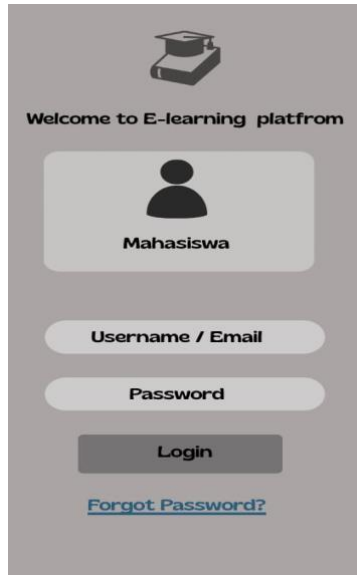 Welcome to E-learning platfrom
Mahasiswa
Username / Email
Password
Login
Forgot Password?